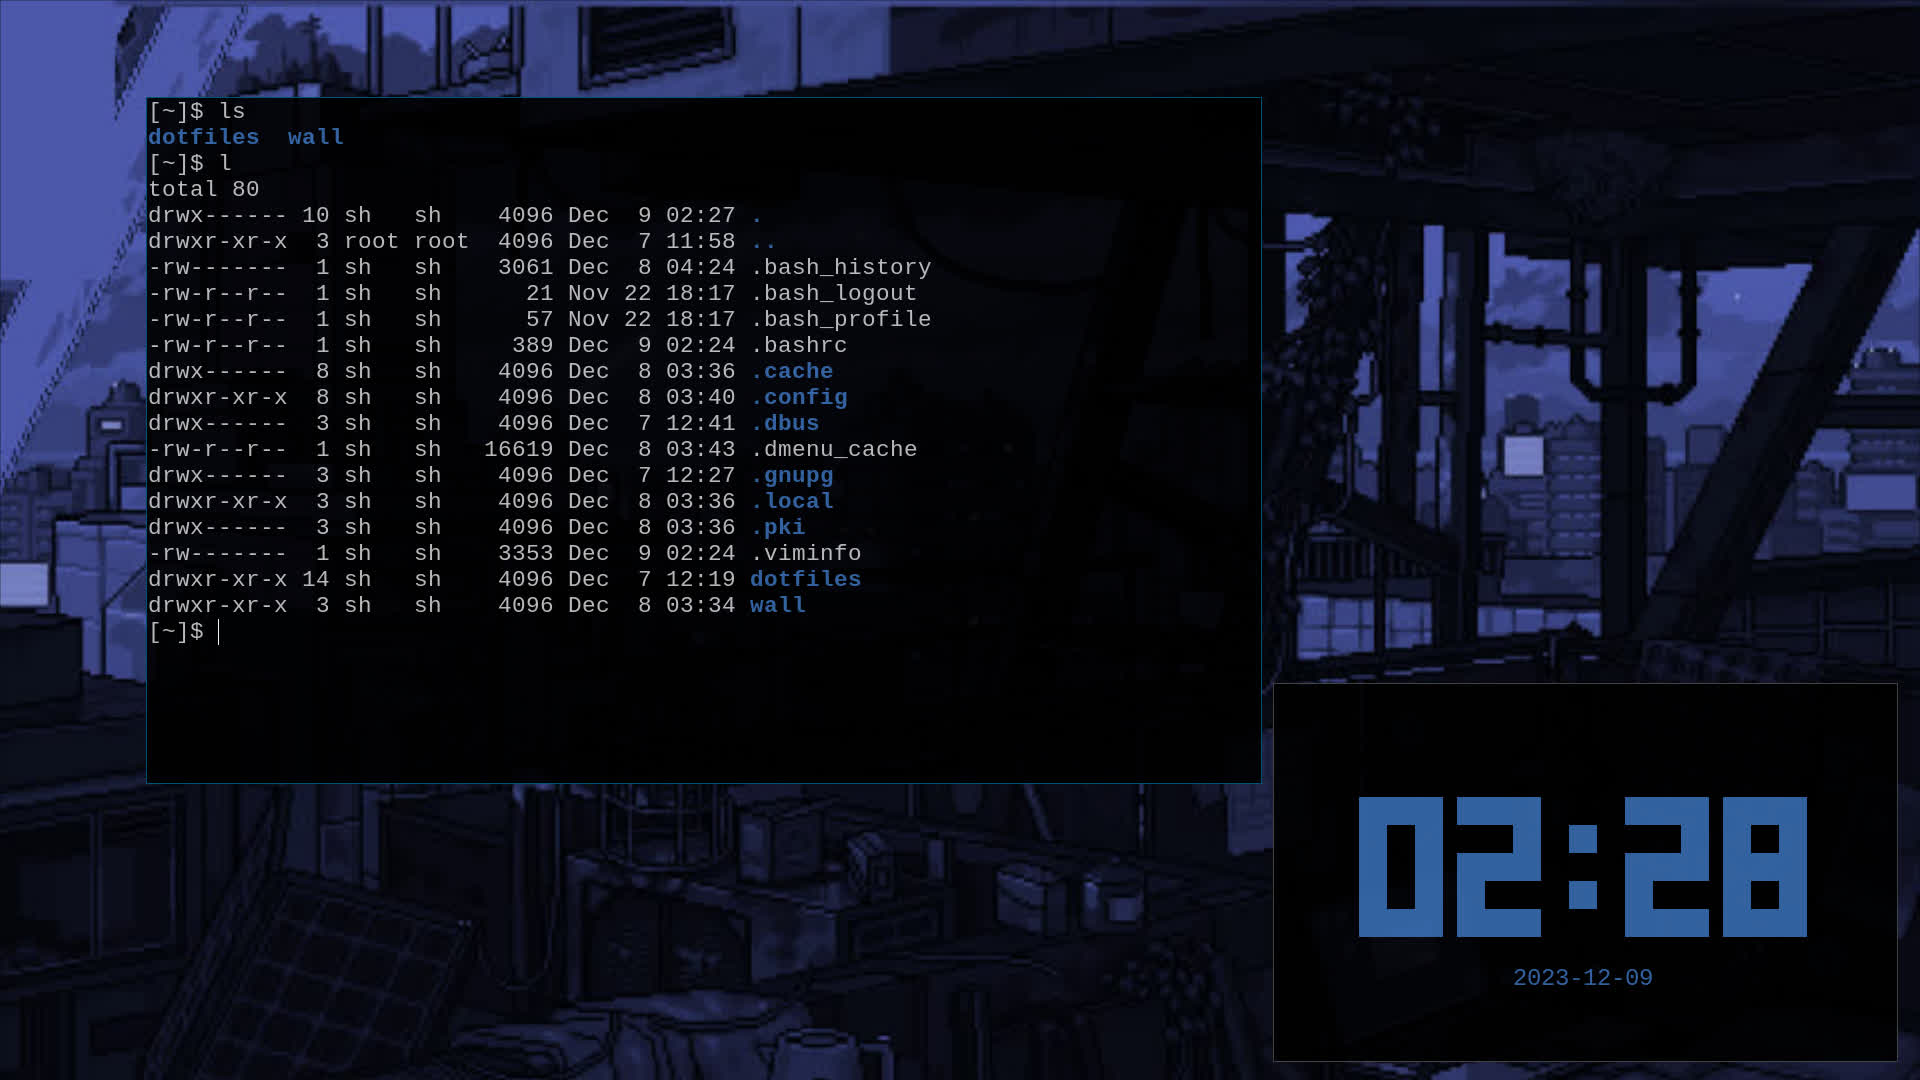 [~]$ ls
dotfiles  wall
[~]$ l
total 80
drwx------ 10 sh   sh    4096 Dec  9 02:27 .
drwxr-xr-x  3 root root  4096 Dec  7 11:58 ..
-rw-------  1 sh   sh    3061 Dec  8 04:24 .bash_history
-rw-r--r--  1 sh   sh      21 Nov 22 18:17 .bash_logout
-rw-r--r--  1 sh   sh      57 Nov 22 18:17 .bash_profile
-rw-r--r--  1 sh   sh     389 Dec  9 02:24 .bashrc
drwx------  8 sh   sh    4096 Dec  8 03:36 .cache
drwxr-xr-x  8 sh   sh    4096 Dec  8 03:40 .config
drwx------  3 sh   sh    4096 Dec  7 12:41 .dbus
-rw-r--r--  1 sh   sh   16619 Dec  8 03:43 .dmenu_cache
drwx------  3 sh   sh    4096 Dec  7 12:27 .gnupg
drwxr-xr-x  3 sh   sh    4096 Dec  8 03:36 .local
drwx------  3 sh   sh    4096 Dec  8 03:36 .pki
-rw-------  1 sh   sh    3353 Dec  9 02:24 .viminfo
drwxr-xr-x 14 sh   sh    4096 Dec  7 12:19 dotfiles
drwxr-xr-x  3 sh   sh    4096 Dec  8 03:34 wall
[~]$
02:28
2023-12-09